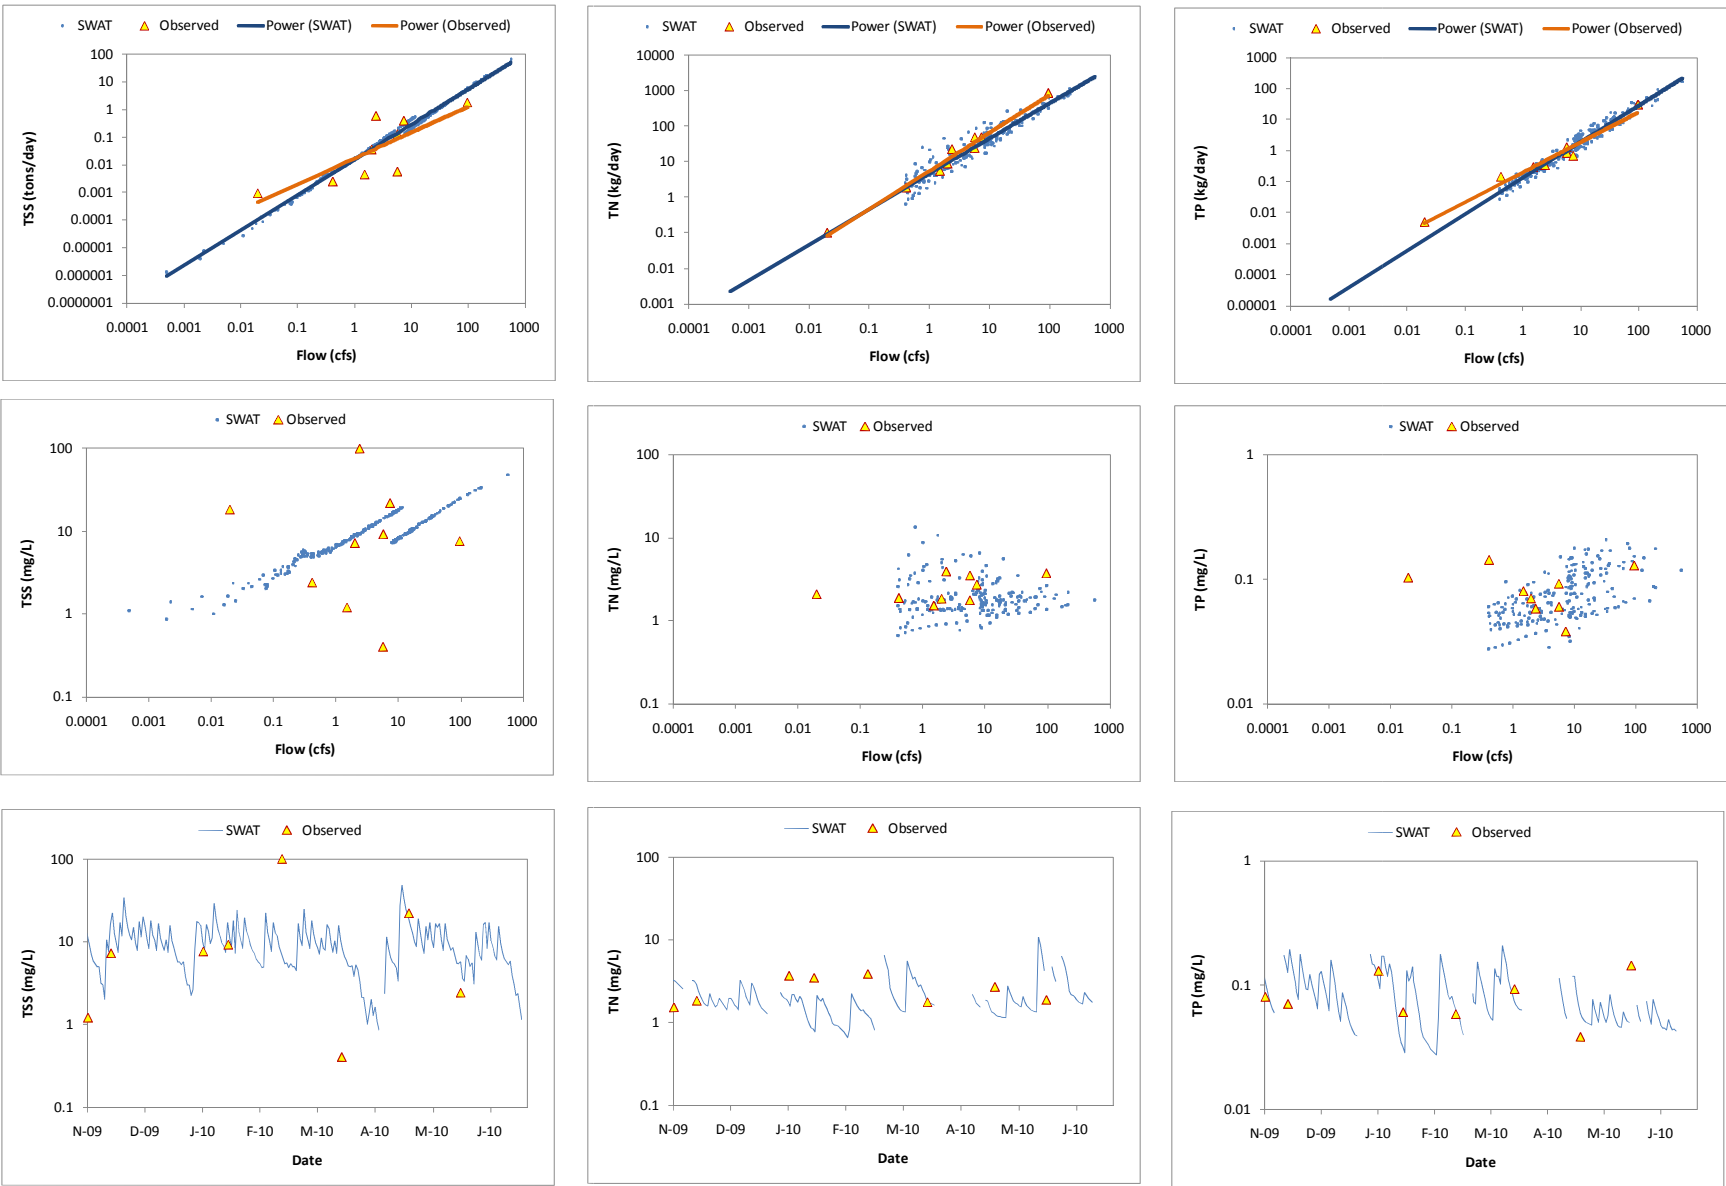 SWAT Observed Power (SWAT) Power (Observed)
100
10
1
0.1
0.01
0.001
0.0001
0.00001
0.000001
0.0000001
TSS (tons/day)
0.0001 0.001 0.01 0.1 1 10 100 1000
Flow (cfs)
SWAT Observed Power (SWAT) Power (Observed)
10000
1000
100
10
1
0.1
0.01
0.001
TN (kg/day)
0.0001 0.001 0.01 0.1 1 10 100 1000
Flow (cfs)
SWAT Observed Power (SWAT) Power (Observed)
1000
100
10
1
0.1
0.01
0.001
0.0001
0.00001
TP (kg/day)
0.0001 0.001 0.01 0.1 1 10 100 1000
Flow (cfs)
SWAT Observed
100
10
1
0.1
TSS (mg/L)
0.0001 0.001 0.01 0.1 1 10 100 1000
Flow (cfs)
SWAT Observed
100
10
1
0.1
TN (mg/L)
0.0001 0.001 0.01 0.1 1 10 100 1000
Flow (cfs)
SWAT Observed
1
0.1
0.01
TP (mg/L)
0.0001 0.001 0.01 0.1 1 10 100 1000
Flow (cfs)
SWAT Observed
100
10
1
0.1
TSS (mg/L)
N-09 D-09 J-10 F-10 M-10 A-10 M-10 J-10
Date
SWAT Observed
100
10
1
0.1
TN (mg/L)
N-09 D-09 J-10 F-10 M-10 A-10 M-10 J-10
Date
SWAT Observed
1
0.1
0.01
TP (mg/L)
N-09 D-09 J-10 F-10 M-10 A-10 M-10 J-10
Date